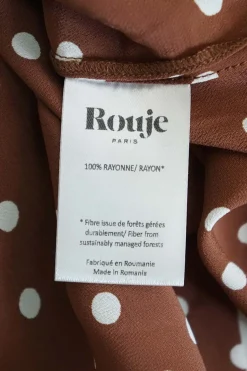 Rouje
PARIS
100% RAYONNE/ RAYON*
* Fibre issue de forêts gérées
durablement/ Fiber from
sustainably managed forests
Fabriqué en Roumanie
Made in Romania